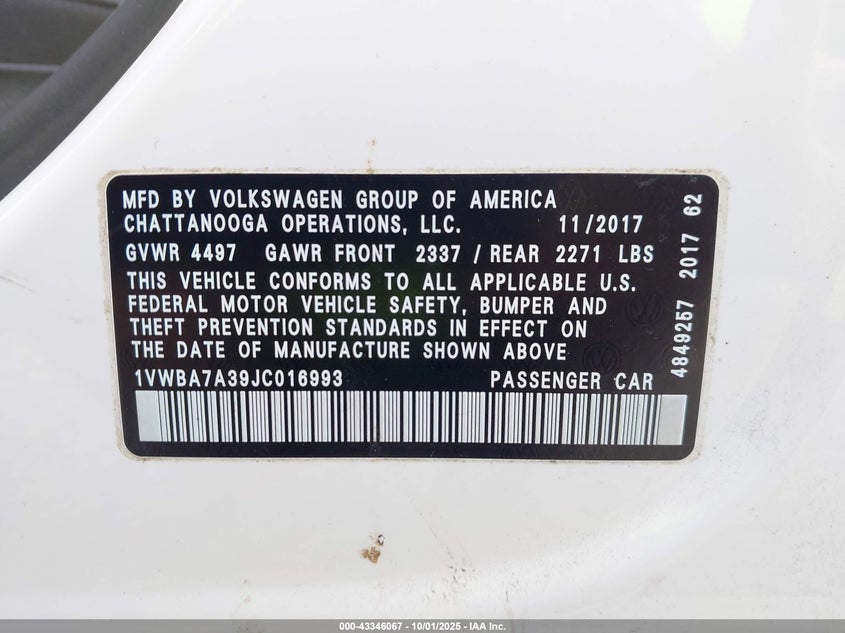 MFD BY VOLKSWAGEN GROUP OF AMERICA
CHATTANOOGA OPERATIONS, LLC. 11/2017
GVWR 4497 GAWR FRONT 2337 / REAR 2271 LBS
THIS VEHICLE CONFORMS TO ALL APPLICABLE U.S.
FEDERAL MOTOR VEHICLE SAFETY, BUMPER AND
THEFT PREVENTION STANDARDS IN EFFECT ON
THE DATE OF MANUFACTURE SHOWN ABOVE
1VWBA7A39JC016993 PASSENGER CAR
4849257 2017 62
000-43346067 - 10/01/2025 - IAA Inc.